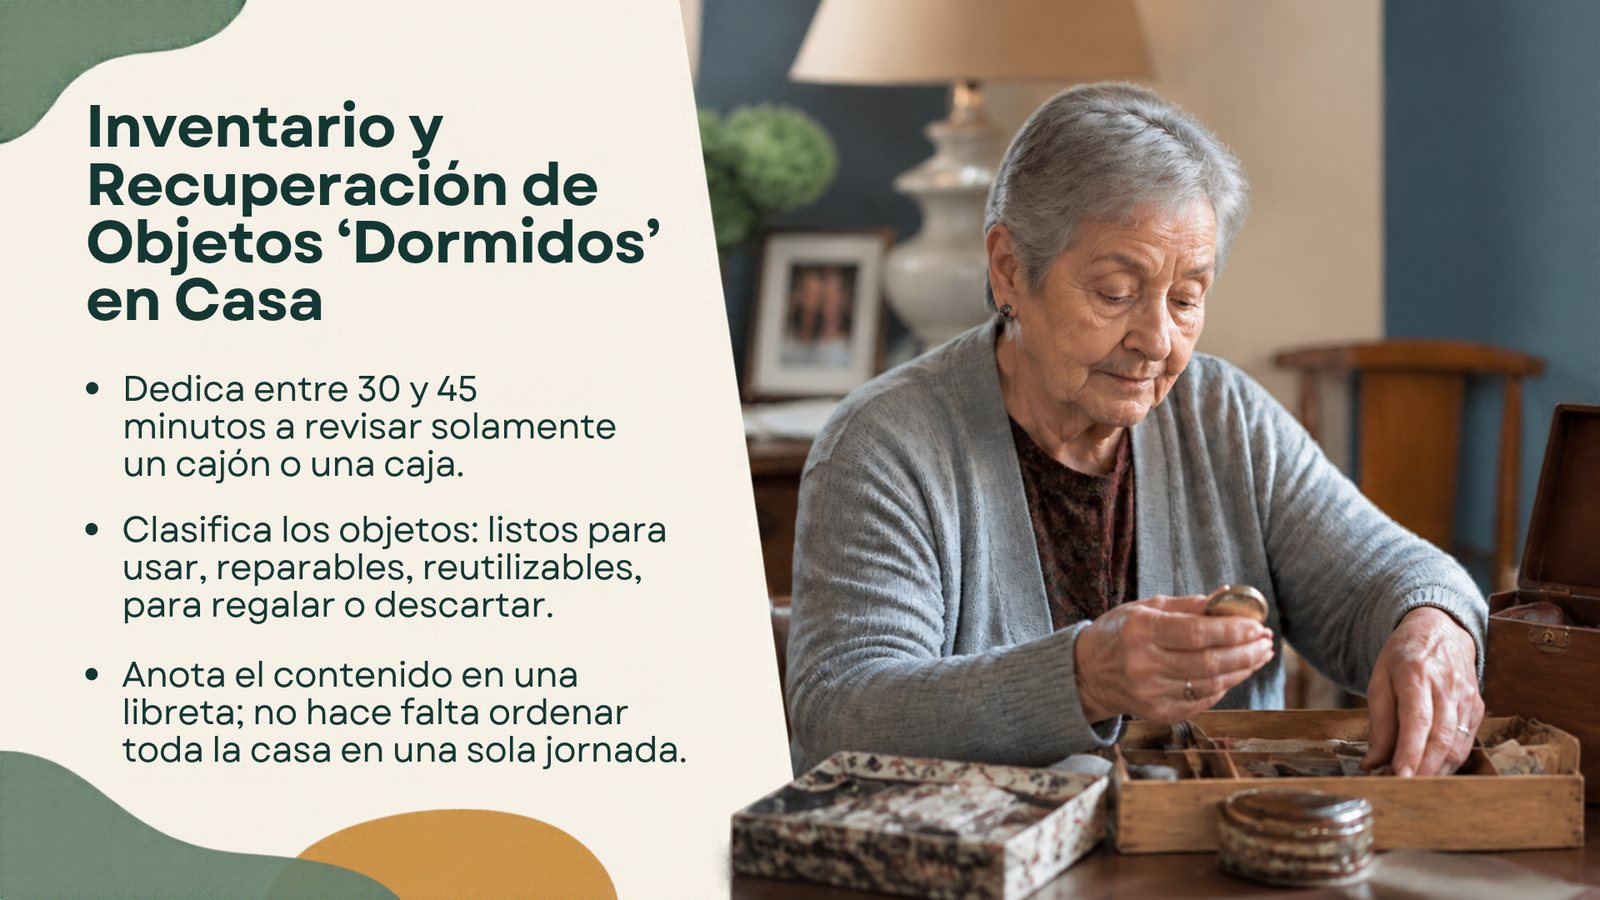 Inventario y
Recuperación de
Objetos ‘Dormidos’
en Casa
• Dedica entre 30 y 45
minutos a revisar solamente
un cajón o una caja.
• Clasifica los objetos: listos para
usar, reparables, reutilizables,
para regalar o descartar.
• Anota el contenido en una
libreta; no hace falta ordenar
toda la casa en una sola jornada.